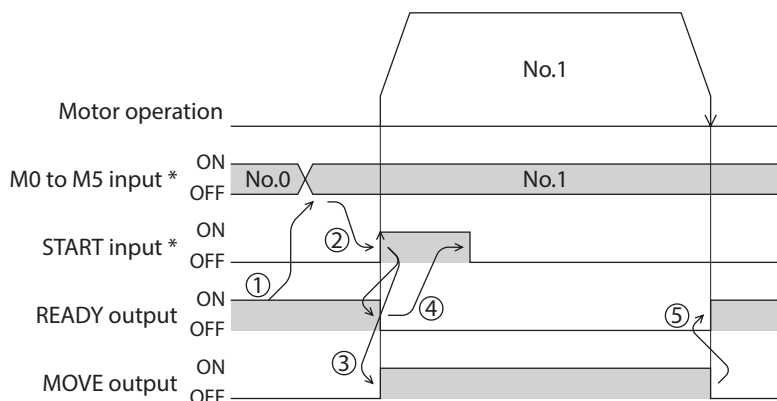 No.1
Motor operation
ON
M0 to M5 input *
No.0
No.1
OFF
ON
START input *
②
OFF
①
ON
READY output
④
⑤
OFF
③
ON
MOVE output
OFF